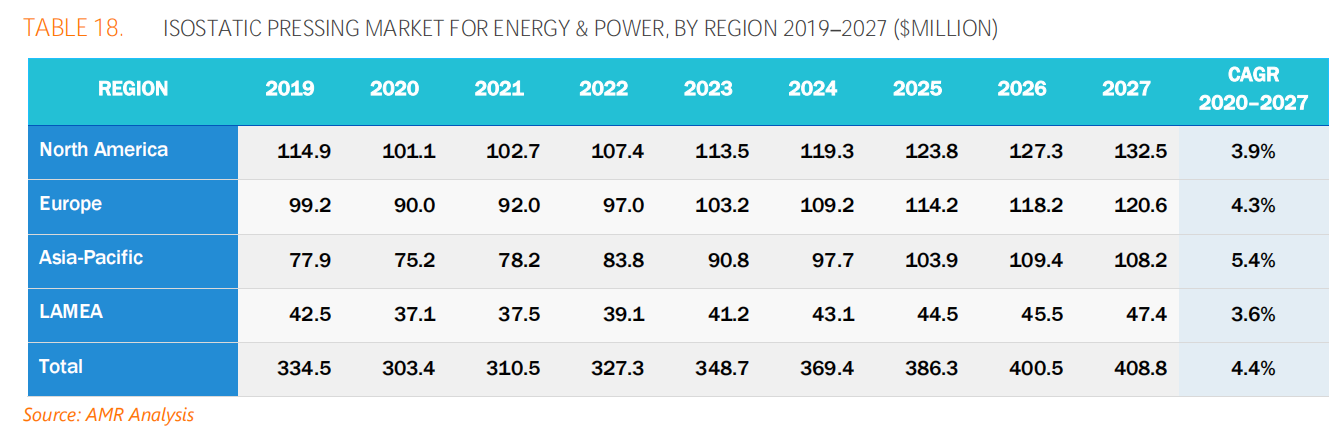 TABLE 18. ISOSTATIC PRESSING MARKET FOR ENERGY & POWER, BY REGION 2019–2027 ($MILLION)
REGION 2019 2020 2021 2022 2023 2024 2025 2026 2027 CAGR 2020–2027
North America 114.9 101.1 102.7 107.4 113.5 119.3 123.8 127.3 132.5 3.9%
Europe 99.2 90.0 92.0 97.0 103.2 109.2 114.2 118.2 120.6 4.3%
Asia-Pacific 77.9 75.2 78.2 83.8 90.8 97.7 103.9 109.4 108.2 5.4%
LAMEA 42.5 37.1 37.5 39.1 41.2 43.1 44.5 45.5 47.4 3.6%
Total 334.5 303.4 310.5 327.3 348.7 369.4 386.3 400.5 408.8 4.4%
Source: AMR Analysis